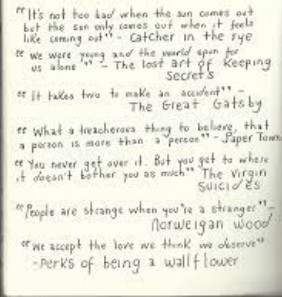 "It's not too bad when the sun comes out
but the sun only comes out when it feels
like coming out" - Catcher in the rye
"we were young and the world spun for
us alone" - The lost art of keeping
Secrets
"It takes two to make an accident" -
The Great Gatsby
"What a treacherous thing to believe, that
a person is more than a person" - Paper Towns
"You never get over it. But you get to where
it doesn't bother you as much" The Virgin
Suicides
"People are strange when you're a stranger" -
Norweigan wood
"we accept the love we think we deserve"
-Perks of being a wallflower